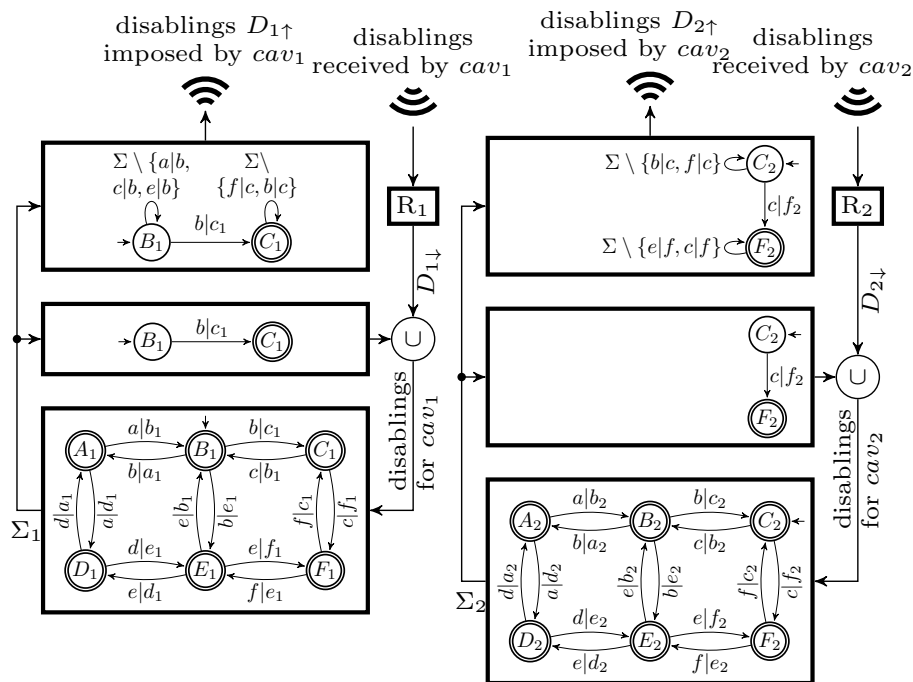 disablings D1↑
imposed by cav1
disablings
received by cav1
Σ \ {a|b,
c|b, e|b}
Σ\
{f|c, b|c}
B1
b|c1
C1
R1
D1↓
B1
b|c1
C1
∪
disablings
for cav1
A1
a|b1
b|a1
B1
b|c1
c|b1
C1
d|a1
a|d1
e|b1
b|e1
f|c1
c|f1
D1
d|e1
e|d1
E1
e|f1
f|e1
F1
Σ1
disablings D2↑
imposed by cav2
disablings
received by cav2
Σ \ {b|c, f|c}
C2
c|f2
Σ \ {e|f, c|f}
F2
R2
D2↓
C2
c|f2
F2
∪
disablings
for cav2
A2
a|b2
b|a2
B2
b|c2
c|b2
C2
d|a2
a|d2
e|b2
b|e2
f|c2
c|f2
D2
d|e2
e|d2
E2
e|f2
f|e2
F2
Σ2